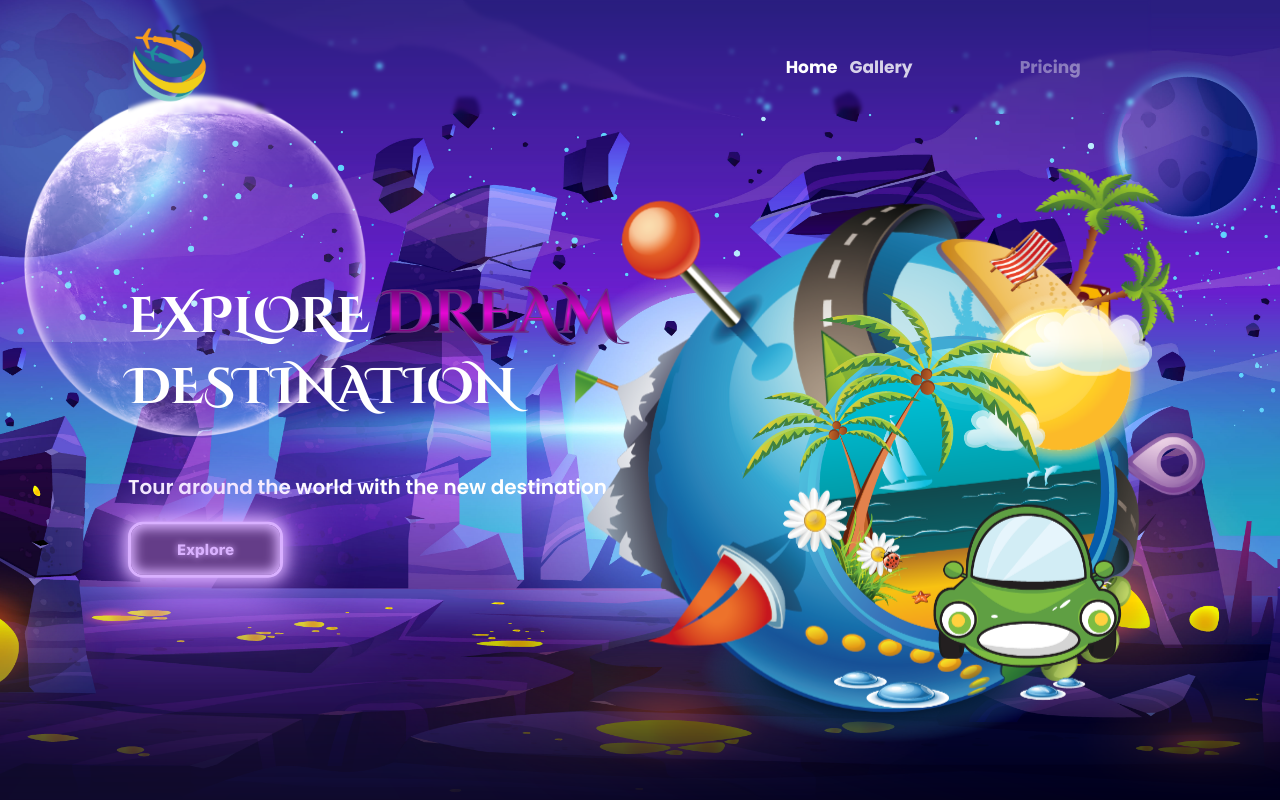 Home Gallery Pricing
EXPLORE DREAM
DESTINATION
Tour around the world with the new destination
Explore